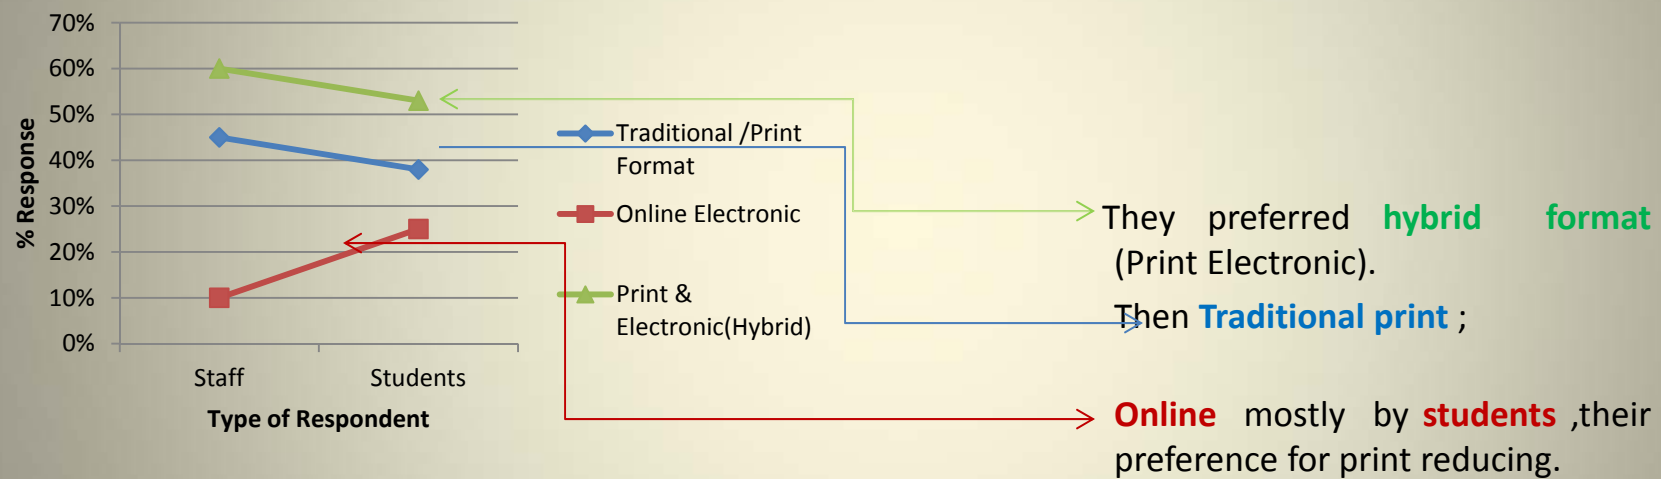 70%
60%
50%
40%
30%
20%
10%
0%
% Response
Staff
Students
Type of Respondent
Traditional /Print
Format
Online Electronic
Print &
Electronic(Hybrid)
They preferred hybrid format
(Print Electronic).
Then Traditional print ;
Online mostly by students ,their
preference for print reducing.